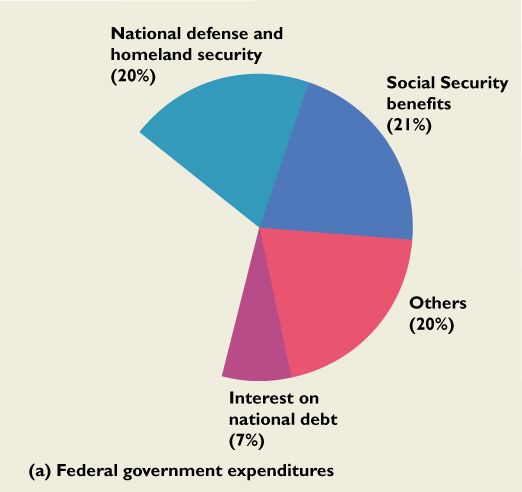 National defense and
homeland security
(20%)
Social Security
benefits
(21%)
Others
(20%)
Interest on
national debt
(7%)
(a) Federal government expenditures